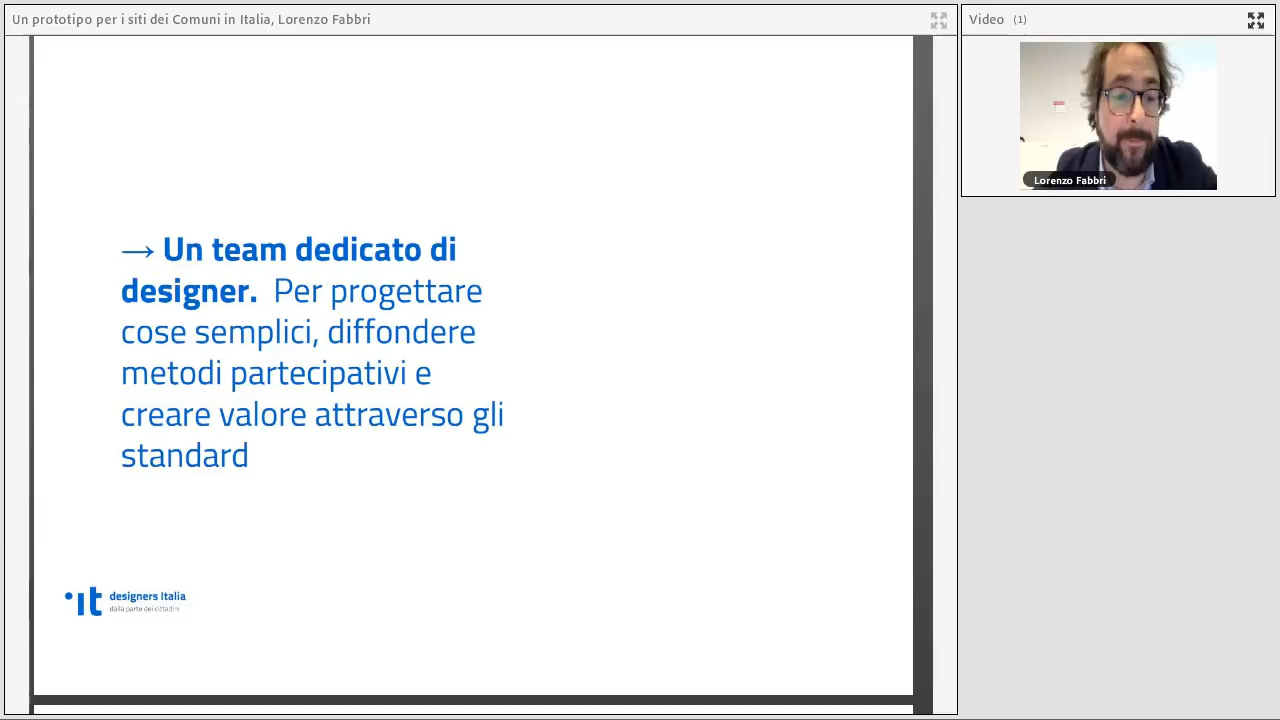 Un prototipo per i siti dei Comuni in Italia, Lorenzo Fabbri
Video (1)
Lorenzo Fabbri
→ Un team dedicato di
designer. Per progettare
cose semplici, diffondere
metodi partecipativi e
creare valore attraverso gli
standard
it
designers Italia
dalla parte dei cittadini